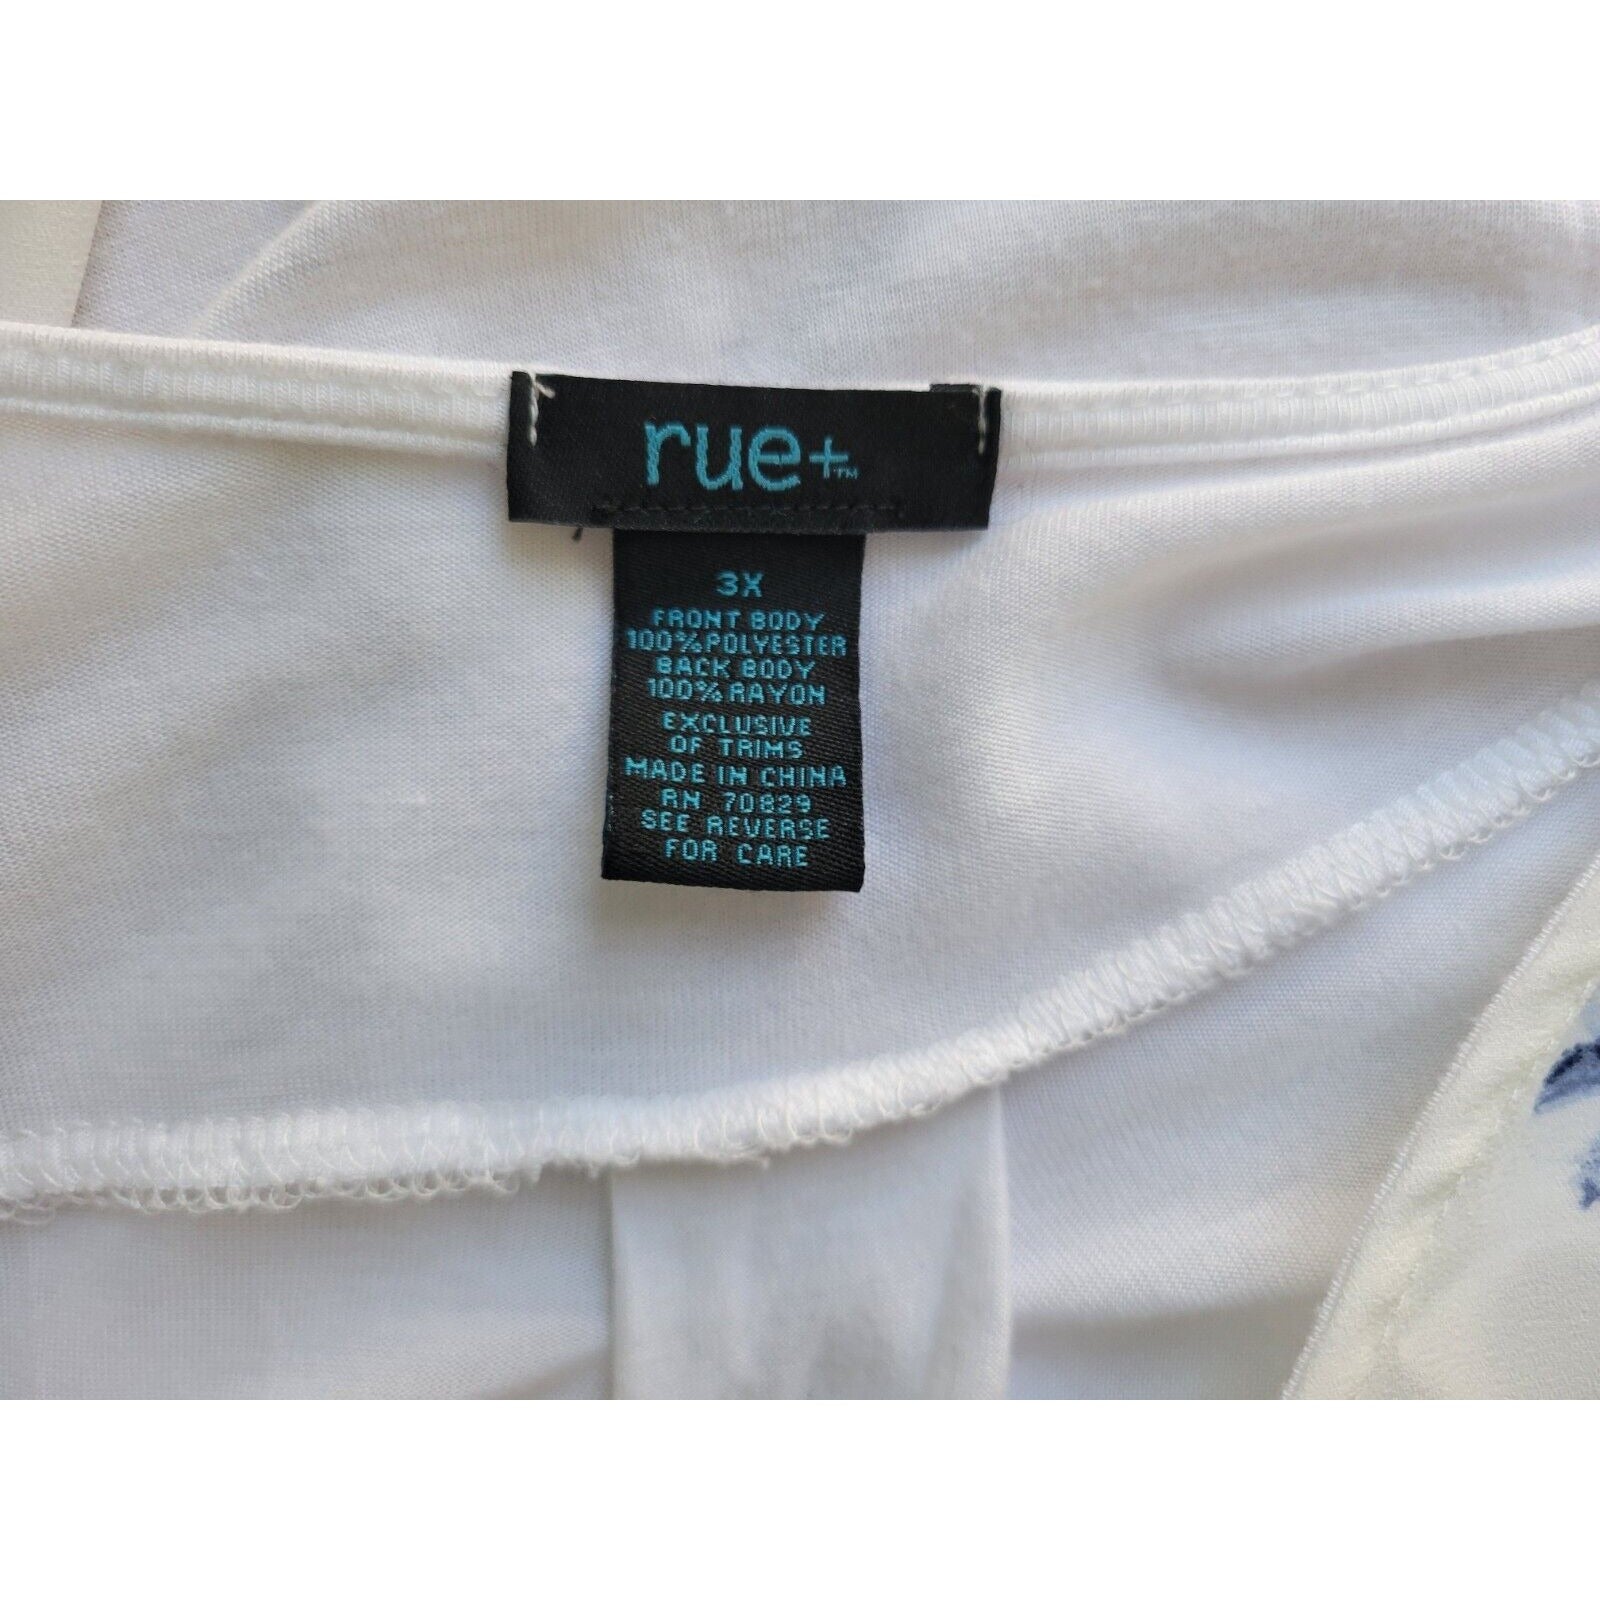 rue+™
3X
FRONT BODY
100% POLYESTER
BACK BODY
100% RAYON
EXCLUSIVE
OF TRIMS
MADE IN CHINA
RN 70829
SEE REVERSE
FOR CARE